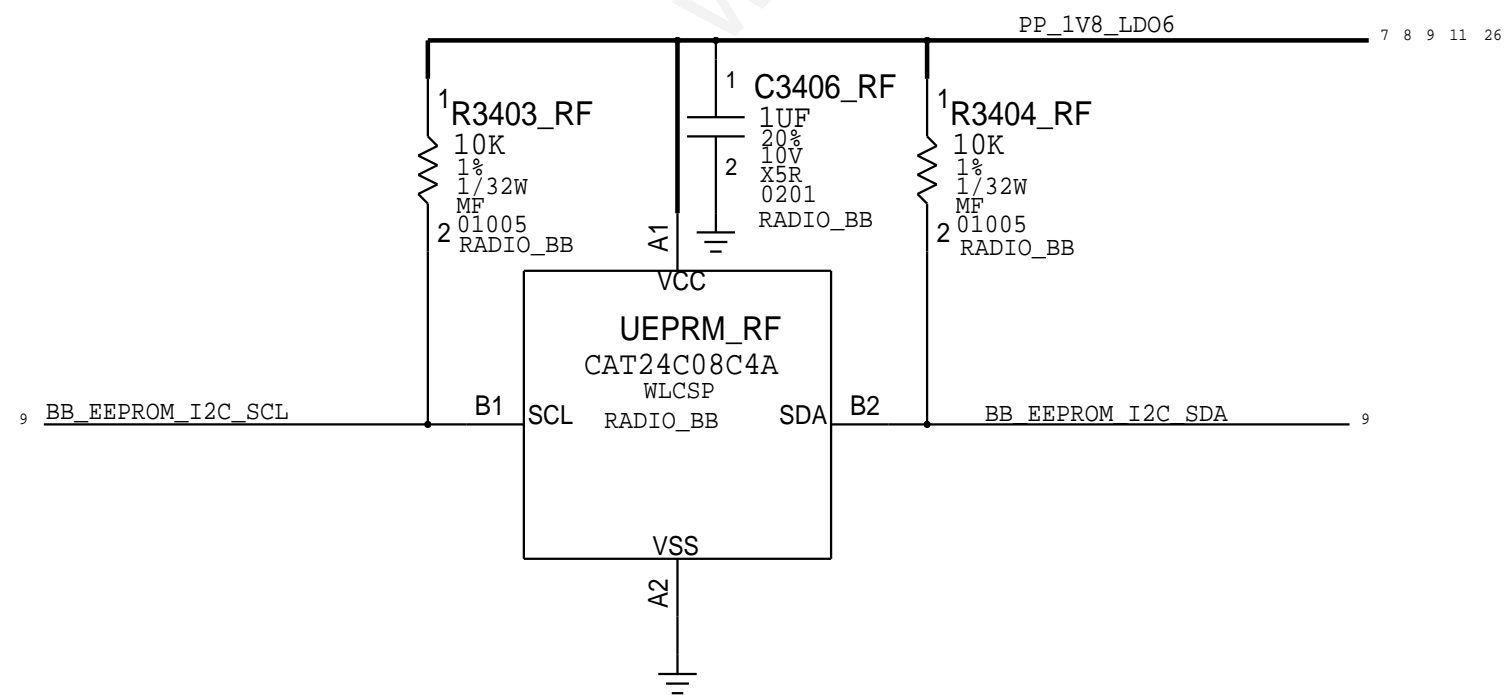 PP_1V8_LDO6
7 8 9 11 26
1
R3403_RF
10K
1%
1/32W
MF
01005
2
RADIO_BB
1
C3406_RF
1UF
20%
10V
X5R
0201
2
RADIO_BB
1
R3404_RF
10K
1%
1/32W
MF
01005
2
RADIO_BB
A1
VCC
UEPRM_RF
CAT24C08C4A
WLCSP
RADIO_BB
9 BB_EEPROM_I2C_SCL
B1
SCL
SDA
B2
BB_EEPROM_I2C_SDA 9
VSS
A2